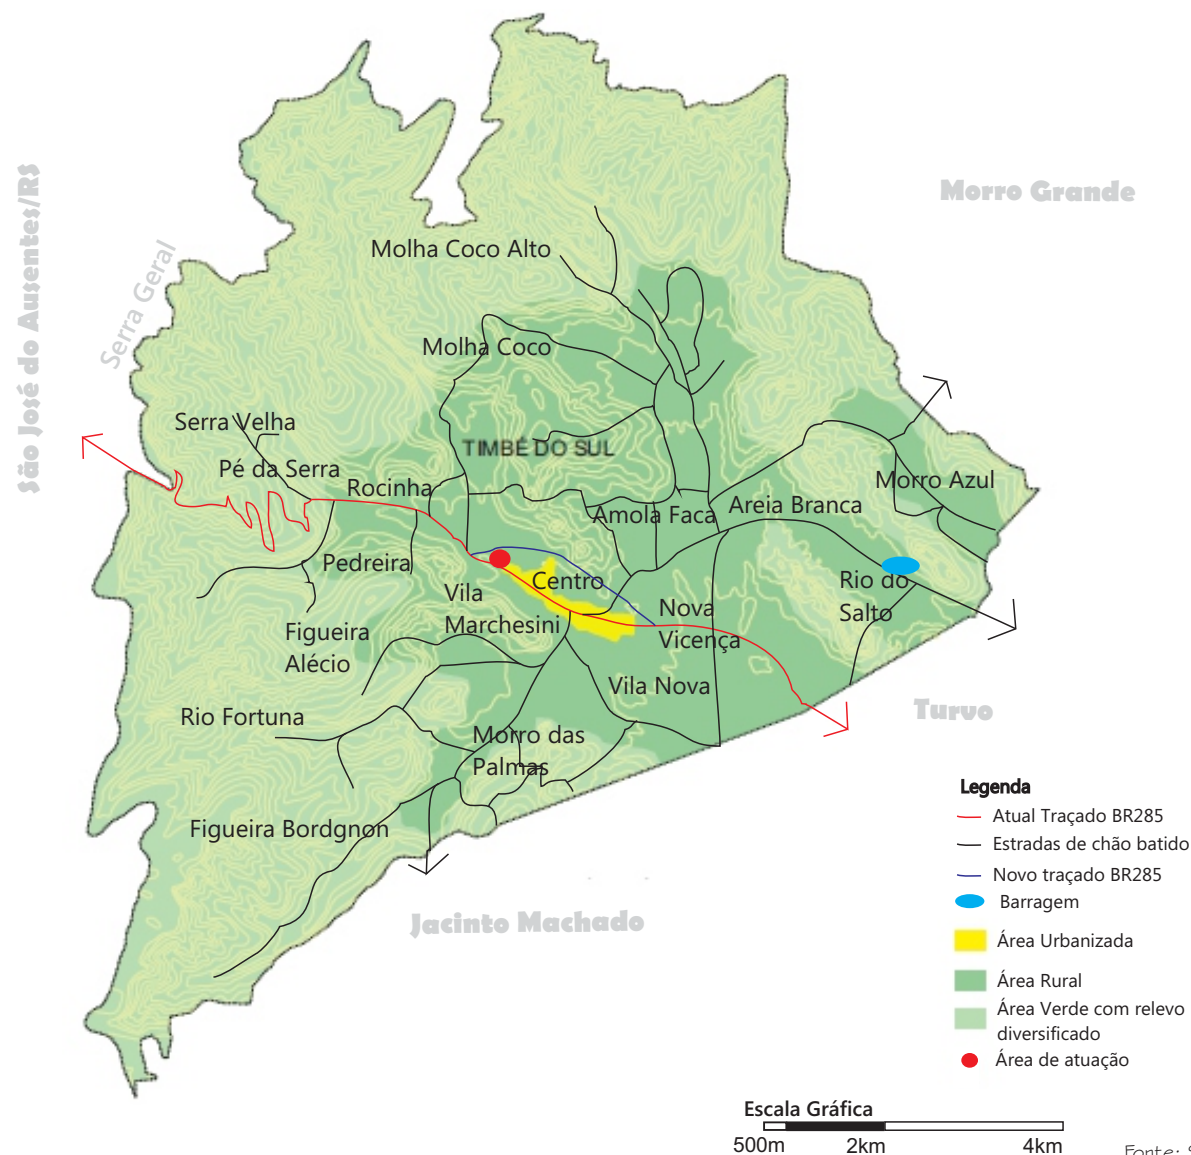 Morro Grande
São José do Ausentes/RS
Serra Geral
Molha Coco Alto
Molha Coco
Serra Velha
TIMBÉ DO SUL
Pé da Serra
Rocinha
Morro Azul
Areia Branca
Amola Faca
Pedreira
Centro
Rio do
Salto
Vila
Marchesini
Nova
Vicença
Figueira
Alécio
Vila Nova
Rio Fortuna
Turvo
Morro das
Palmas
Figueira Bordgnon
Jacinto Machado
Legenda
Atual Traçado BR285
Estradas de chão batido
Novo traçado BR285
Barragem
Área Urbanizada
Área Rural
Área Verde com relevo
diversificado
Área de atuação
Escala Gráfica
500m 2km 4km
Fonte: